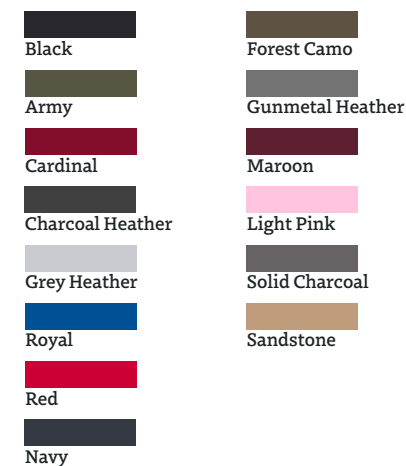 Black
Army
Cardinal
Charcoal Heather
Grey Heather
Royal
Red
Navy
Forest Camo
Gunmetal Heather
Maroon
Light Pink
Solid Charcoal
Sandstone